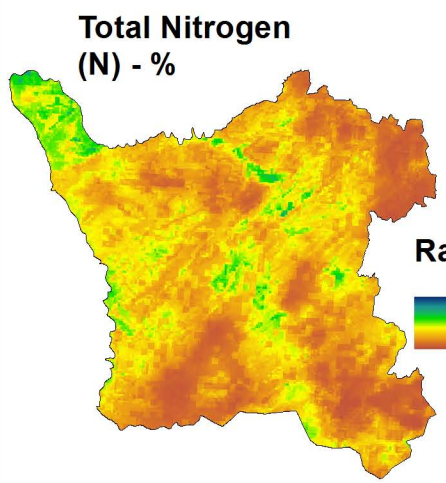 Total Nitrogen
(N) - %
Ra